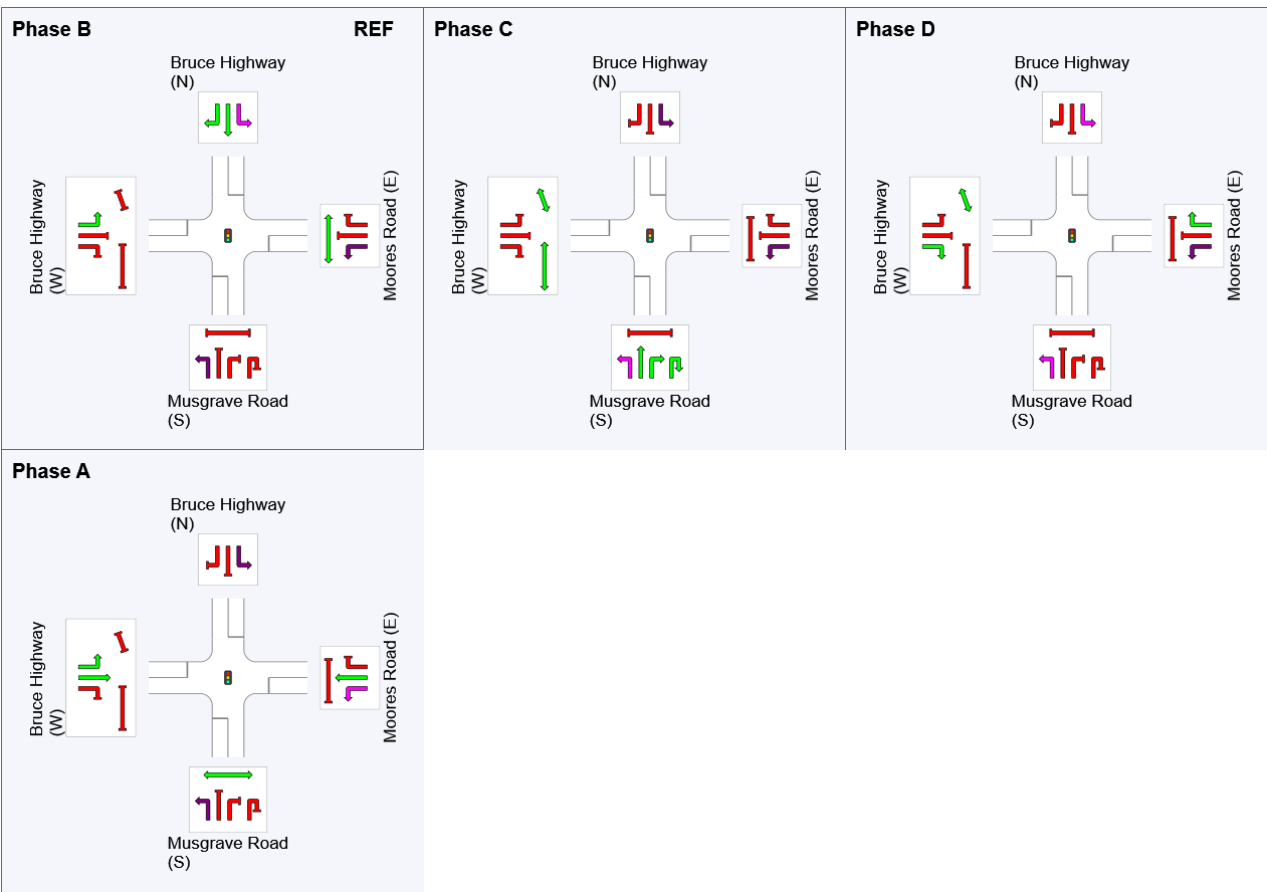 Phase B
REF
Bruce Highway
(N)
Bruce Highway
(W)
Moores Road (E)
Musgrave Road
(S)
Phase C
Bruce Highway
(N)
Bruce Highway
(W)
Moores Road (E)
Musgrave Road
(S)
Phase D
Bruce Highway
(N)
Bruce Highway
(W)
Moores Road (E)
Musgrave Road
(S)
Phase A
Bruce Highway
(N)
Bruce Highway
(W)
Moores Road (E)
Musgrave Road
(S)